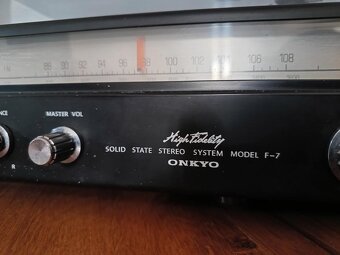 86 88 90 92 94 96 98 100 102 104 106 108
MASTER VOL
R
High Fidelity
SOLID STATE STEREO SYSTEM MODEL F-7
ONKYO